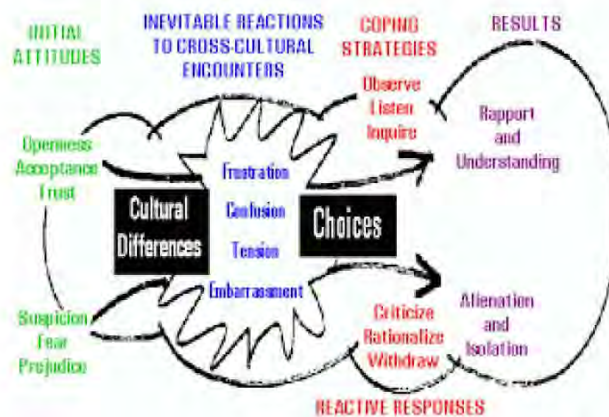 INITIAL
ATTITUDES
INEVITABLE REACTIONS
TO CROSS-CULTURAL
ENCOUNTERS
COPING
STRATEGIES
RESULTS
Observe
Listen
Inquire
Openness
Acceptance
Trust
Rapport
and
Understanding
Cultural
Differences
Frustration
Confusion
Tension
Embarrassment
Choices
Suspicion
Fear
Prejudice
Criticize
Rationalize
Withdraw
Alienation
and
Isolation
REACTIVE RESPONSES